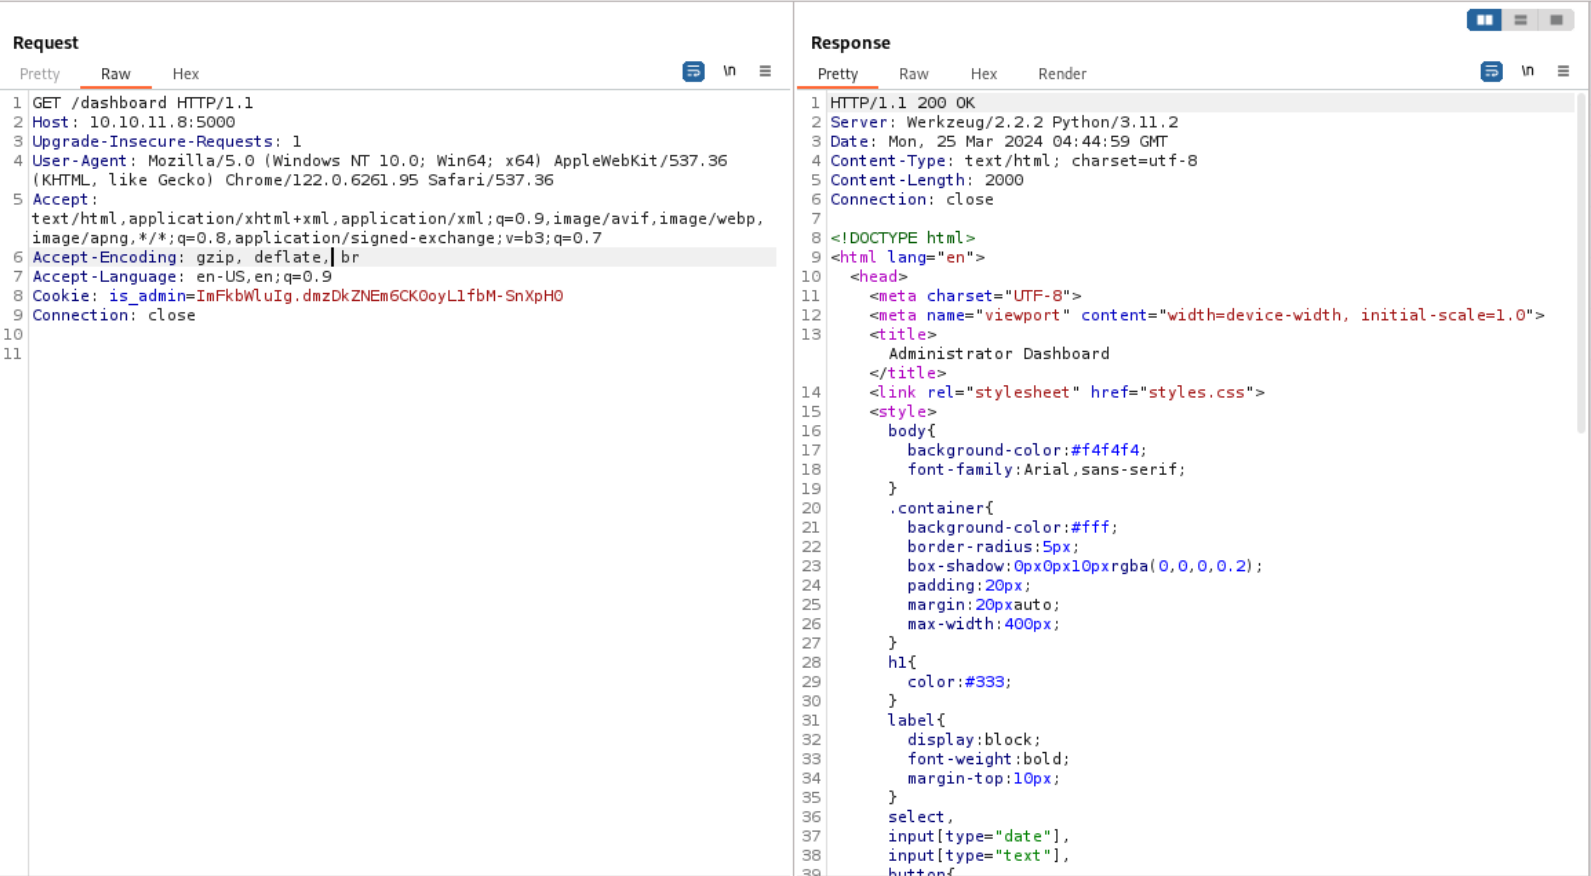 Request
Pretty Raw Hex \n
1 GET /dashboard HTTP/1.1
2 Host: 10.10.11.8:5000
3 Upgrade-Insecure-Requests: 1
4 User-Agent: Mozilla/5.0 (Windows NT 10.0; Win64; x64) AppleWebKit/537.36
(KHTML, like Gecko) Chrome/122.0.6261.95 Safari/537.36
5 Accept:
text/html,application/xhtml+xml,application/xml;q=0.9,image/avif,image/webp,
image/apng,*/*;q=0.8,application/signed-exchange;v=b3;q=0.7
6 Accept-Encoding: gzip, deflate, br
7 Accept-Language: en-US,en;q=0.9
8 Cookie: is_admin=ImFkbWluIg.dmzDkZNEm6CK0oyL1fbM-SnXpH0
9 Connection: close
10
11
Response
Pretty Raw Hex Render \n
1 HTTP/1.1 200 OK
2 Server: Werkzeug/2.2.2 Python/3.11.2
3 Date: Mon, 25 Mar 2024 04:44:59 GMT
4 Content-Type: text/html; charset=utf-8
5 Content-Length: 2000
6 Connection: close
7
8 <!DOCTYPE html>
9 <html lang="en">
10 <head>
11 <meta charset="UTF-8">
12 <meta name="viewport" content="width=device-width, initial-scale=1.0">
13 <title>
Administrator Dashboard
</title>
14 <link rel="stylesheet" href="styles.css">
15 <style>
16 body{
17 background-color:#f4f4f4;
18 font-family:Arial,sans-serif;
19 }
20 .container{
21 background-color:#fff;
22 border-radius:5px;
23 box-shadow:0px0px10pxrgba(0,0,0,0.2);
24 padding:20px;
25 margin:20pxauto;
26 max-width:400px;
27 }
28 h1{
29 color:#333;
30 }
31 label{
32 display:block;
33 font-weight:bold;
34 margin-top:10px;
35 }
36 select,
37 input[type="date"],
38 input[type="text"],
39 button{